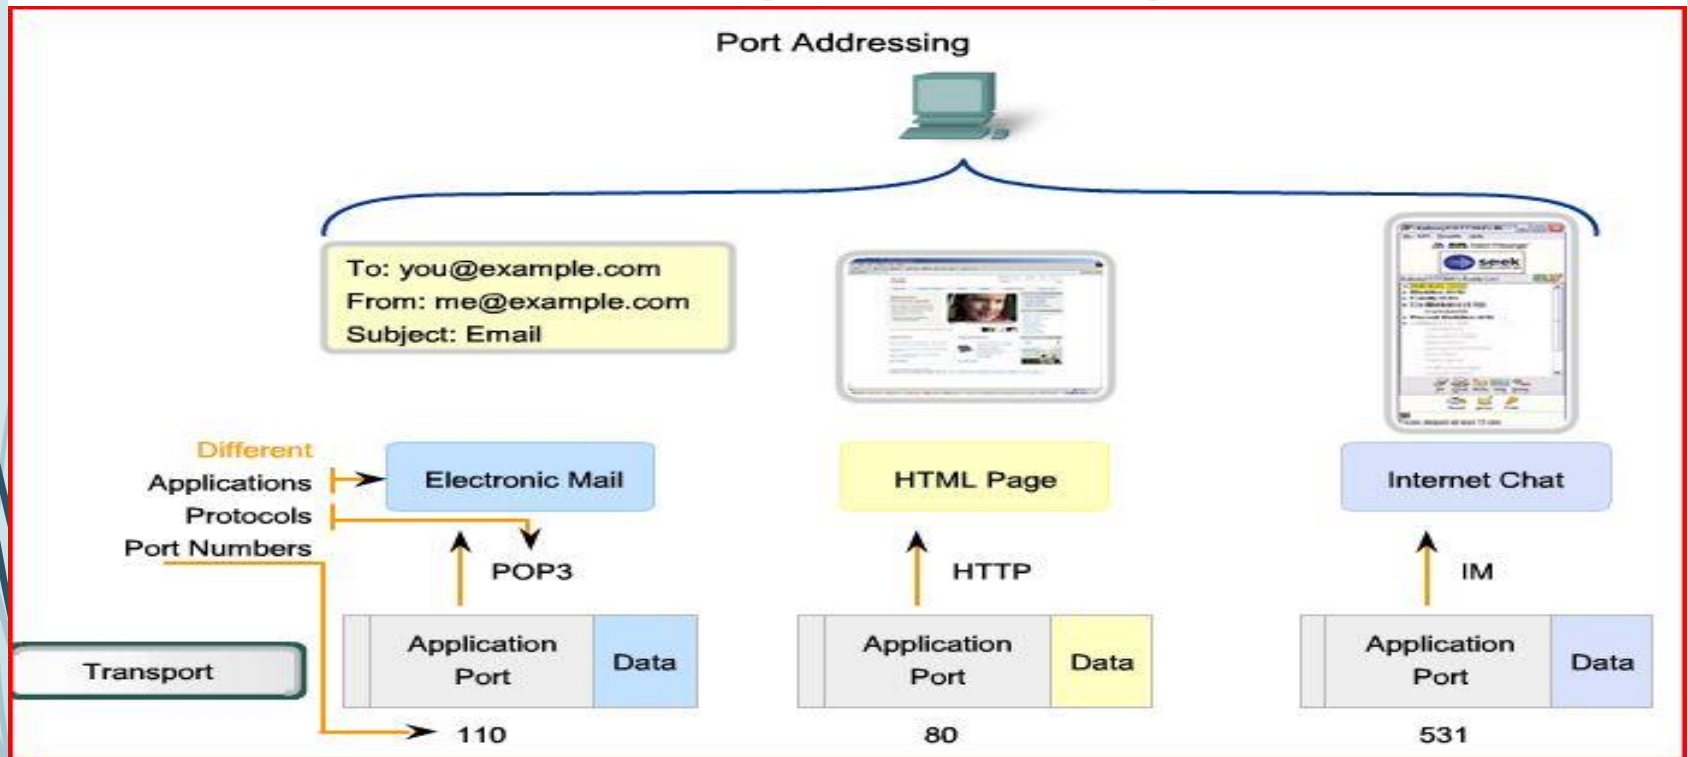 Port Addressing
To: you@example.com
From: me@example.com
Subject: Email
seek
Different
Applications
Protocols
Port Numbers
Electronic Mail
HTML Page
Internet Chat
POP3
HTTP
IM
Transport
Application
Port
Data
Application
Port
Data
Application
Port
Data
110
80
531